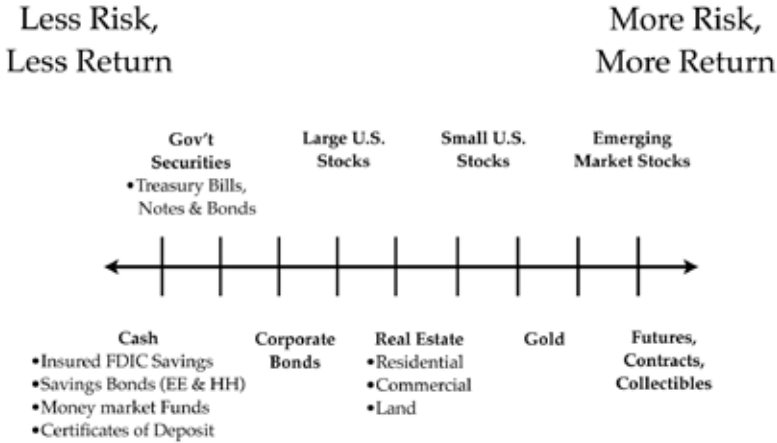 Less Risk,
Less Return
More Risk,
More Return
Gov't
Securities
•Treasury Bills,
Notes & Bonds
Large U.S.
Stocks
Small U.S.
Stocks
Emerging
Market Stocks
Cash
•Insured FDIC Savings
•Savings Bonds (EE & HH)
•Money market Funds
•Certificates of Deposit
Corporate
Bonds
Real Estate
•Residential
•Commercial
•Land
Gold
Futures,
Contracts,
Collectibles